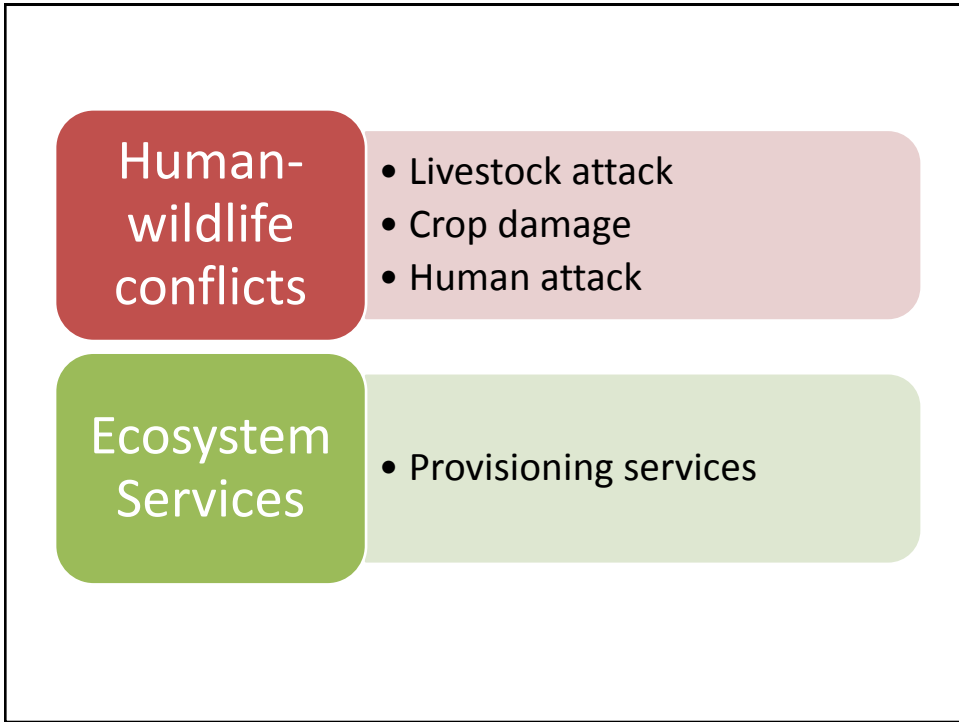 Human-
wildlife
conflicts
• Livestock attack
• Crop damage
• Human attack
Ecosystem
Services
• Provisioning services